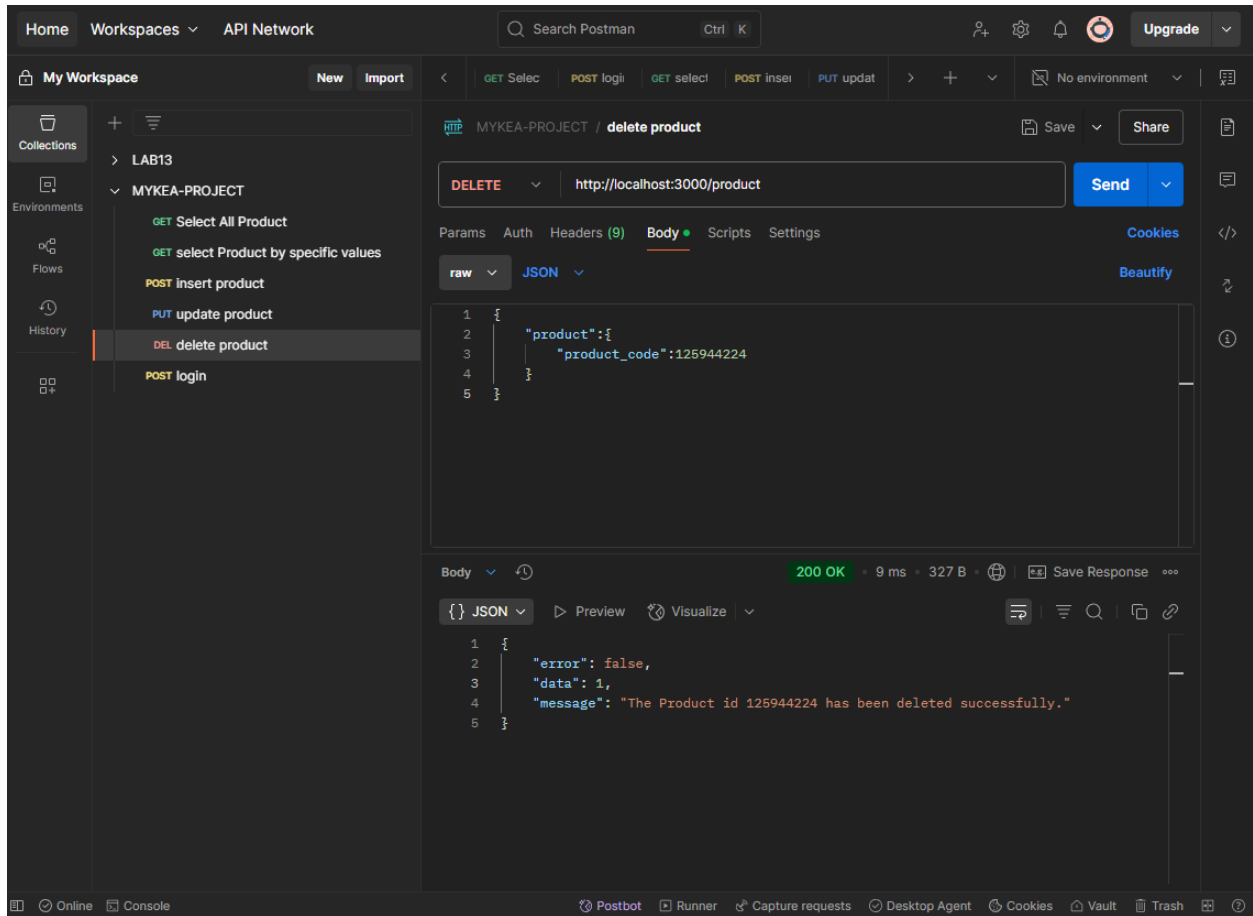 Home Workspaces API Network Search Postman Ctrl K Upgrade
My Workspace New Import GET Selec POST logi GET select POST inser PUT updat No environment
Collections
Environments
Flows
History
LAB13
MYKEA-PROJECT
GET Select All Product
GET select Product by specific values
POST insert product
PUT update product
DEL delete product
POST login
HTTP MYKEA-PROJECT / delete product Save Share
DELETE http://localhost:3000/product Send
Params Auth Headers (9) Body Scripts Settings Cookies
raw JSON Beautify
1 {
2 "product":{
3 "product_code":125944224
4 }
5 }
Body 200 OK 9 ms 327 B e.g. Save Response
{} JSON Preview Visualize
1 {
2 "error": false,
3 "data": 1,
4 "message": "The Product id 125944224 has been deleted successfully."
5 }
Online Console Postbot Runner Capture requests Desktop Agent Cookies Vault Trash